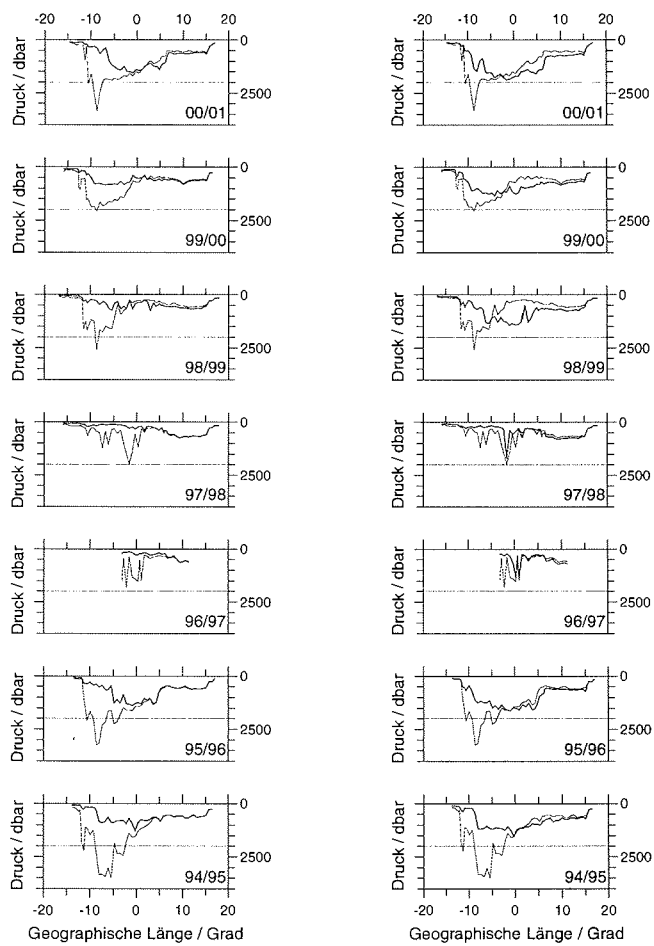 -20 -10 0 10 20 -20 -10 0 10 20
Druck / dbar 0 2500 00/01 Druck / dbar 0 2500 00/01
Druck / dbar 0 2500 99/00 Druck / dbar 0 2500 99/00
Druck / dbar 0 2500 98/99 Druck / dbar 0 2500 98/99
Druck / dbar 0 2500 97/98 Druck / dbar 0 2500 97/98
Druck / dbar 0 2500 96/97 Druck / dbar 0 2500 96/97
Druck / dbar 0 2500 95/96 Druck / dbar 0 2500 95/96
Druck / dbar 0 2500 94/95 Druck / dbar 0 2500 94/95
-20 -10 0 10 20 -20 -10 0 10 20
Geographische Länge / Grad Geographische Länge / Grad